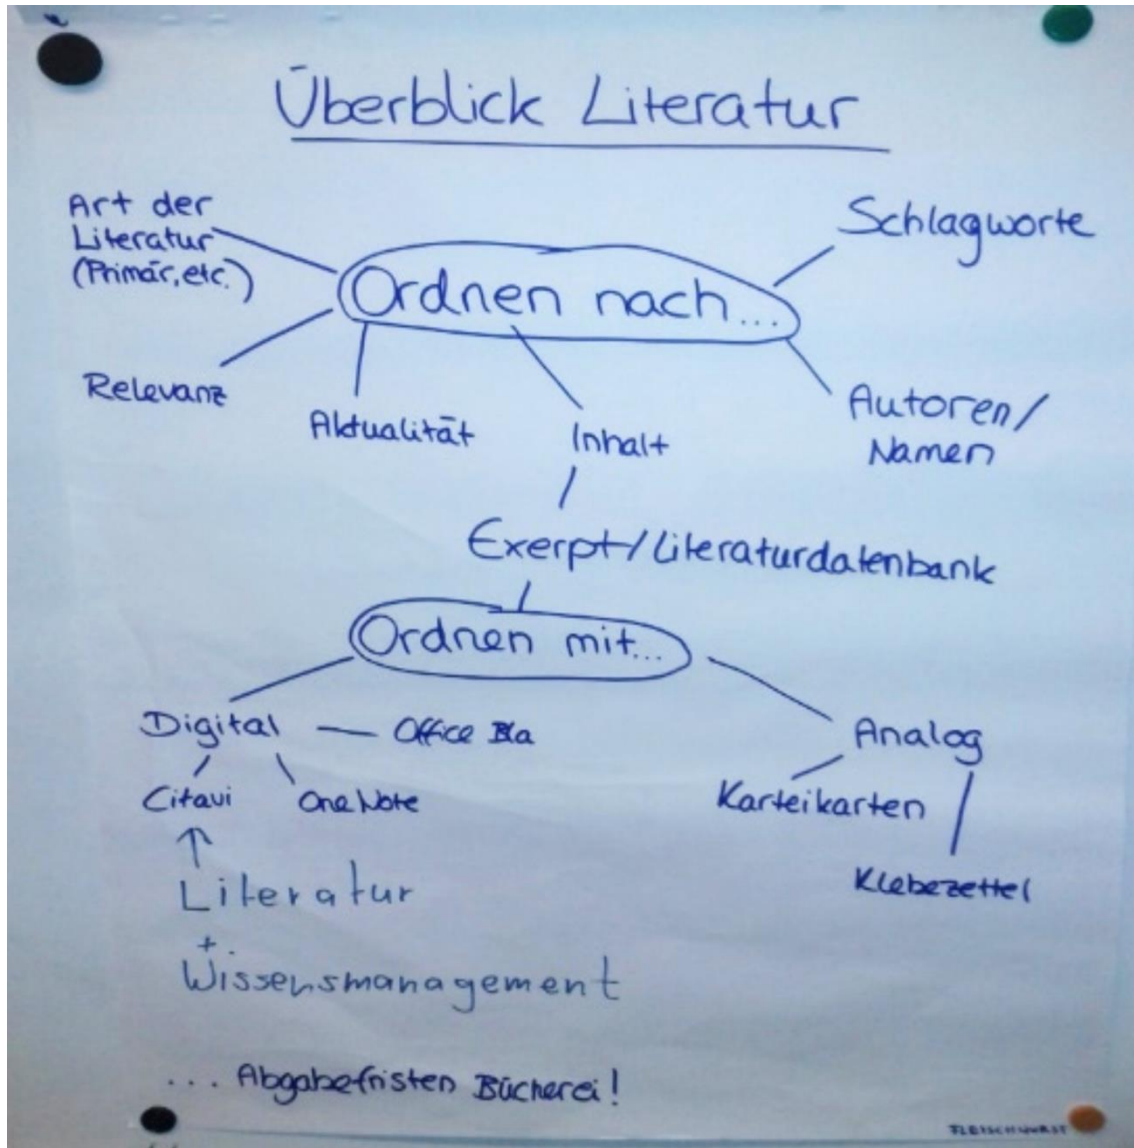 Überblick Literatur
Art der
Literatur
(Primär, etc.)
Schlagworte
Ordnen nach...
Relevanz
Aktualität
Inhalt
Autoren/
Namen
Exerpt/Literaturdatenbank
Ordnen mit...
Digital
Office
Analog
Citavi
OneNote
Karteikarten
Klebezettel
Literatur
+
Wissensmanagement
... Abgabefristen Bücherei!
FLEISCHWURST